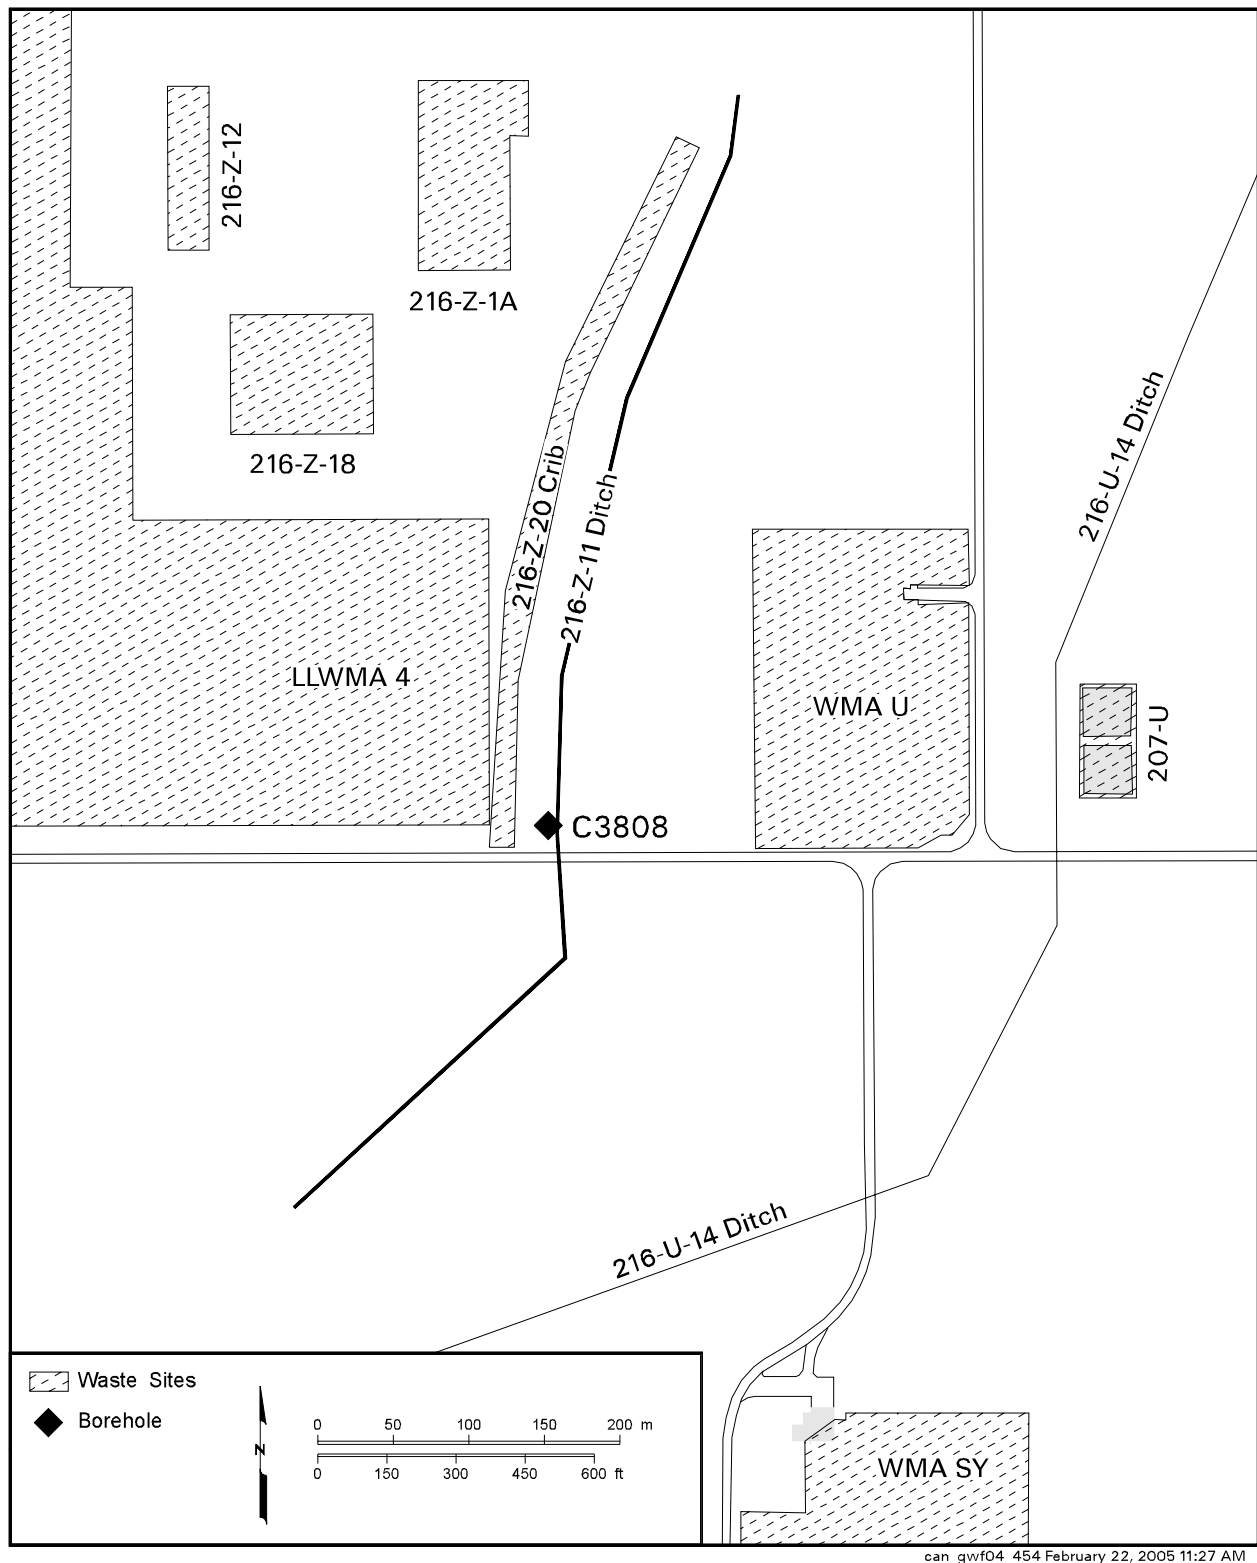 216-Z-12
216-Z-1A
216-Z-18
216-U-14 Ditch
216-Z-20 Crib
216-Z-11 Ditch
LLWMA 4
WMA U
207-U
C3808
216-U-14 Ditch
Waste Sites
Borehole
N
0 50 100 150 200 m
0 150 300 450 600 ft
WMA SY
can_gwf04_454 February 22, 2005 11:27 AM